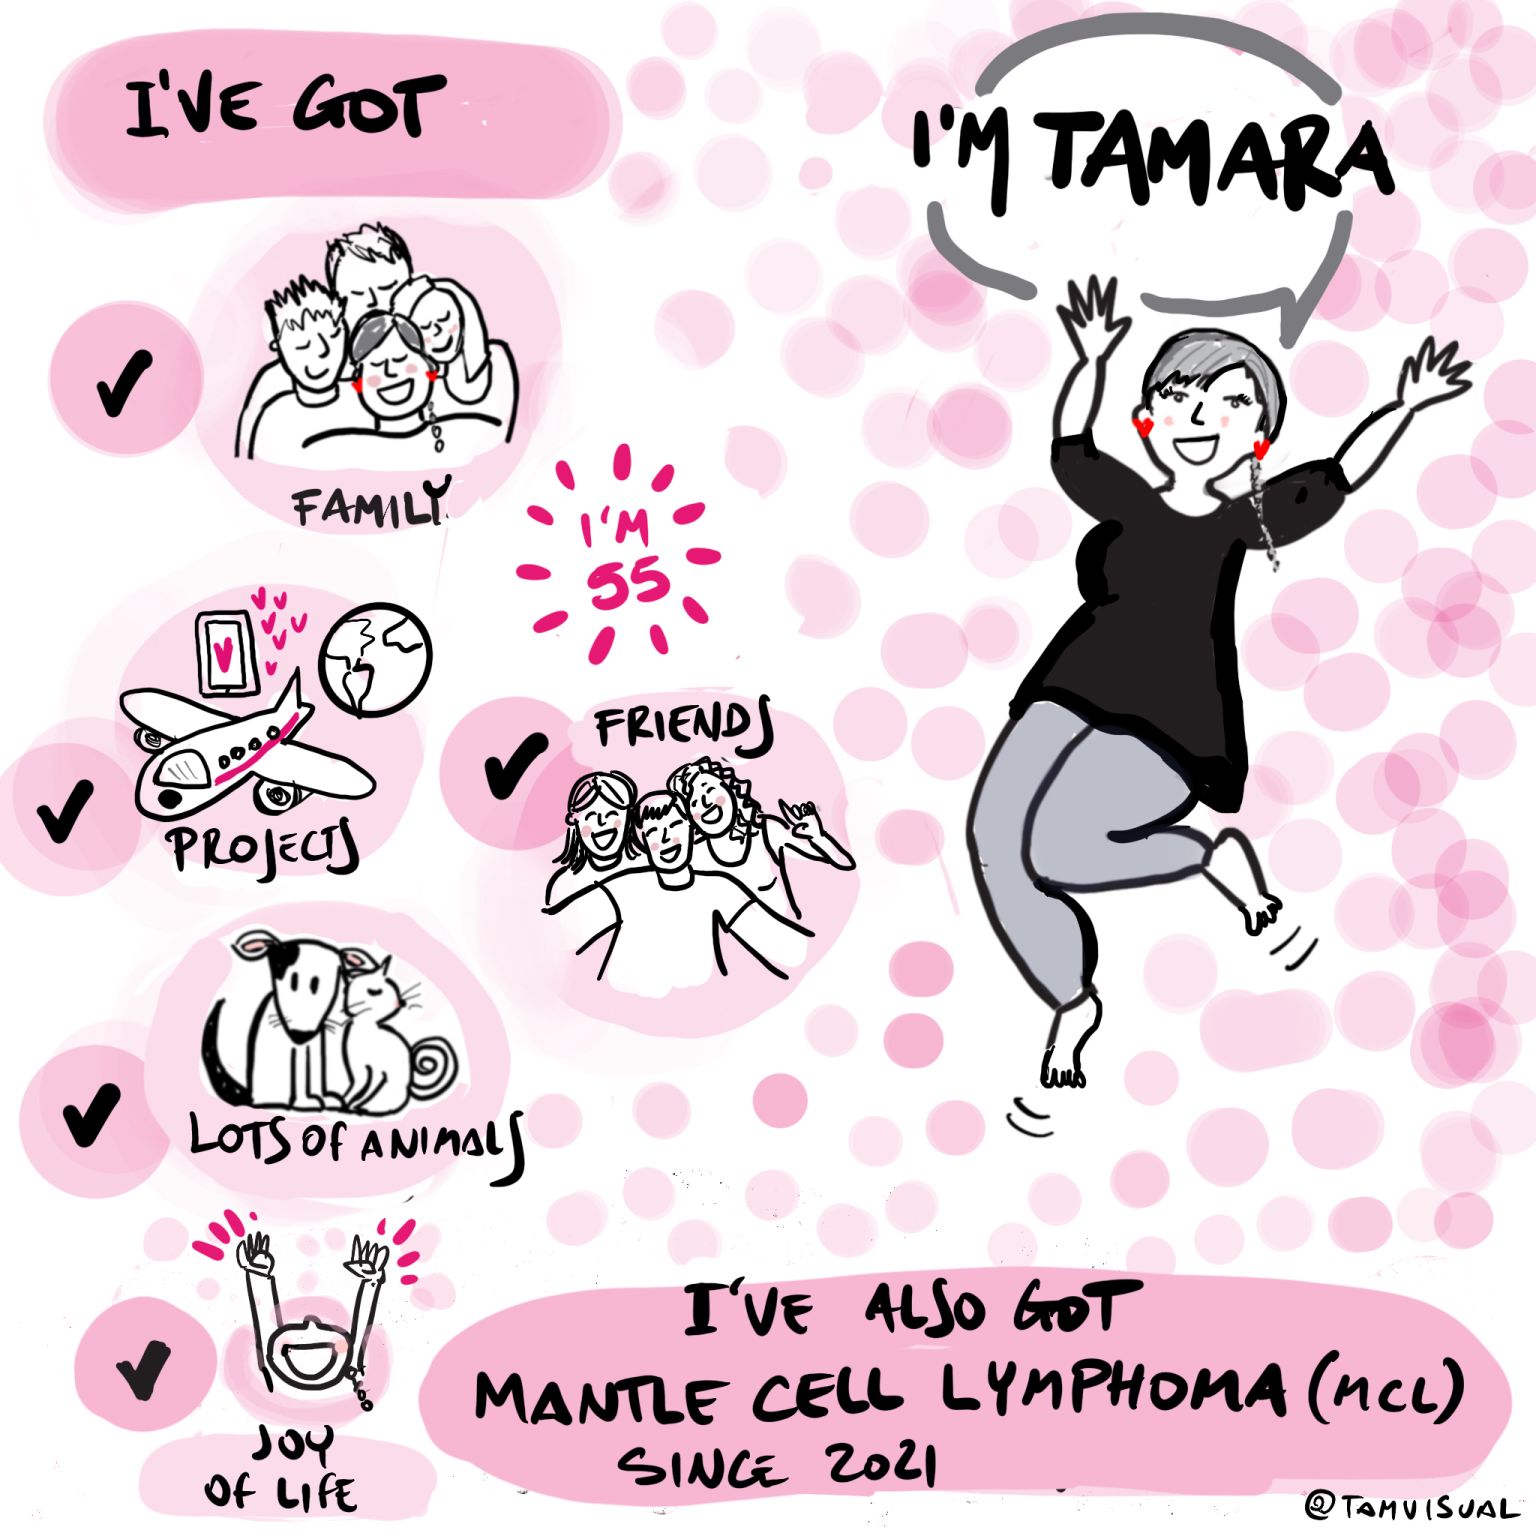 I'VE GOT
I'M TAMARA
FAMILY
I'M
55
PROJECTS
FRIENDS
LOTS OF ANIMALS
JOY
OF LIFE
I'VE ALSO GOT
MANTLE CELL LYMPHOMA (MCL)
SINCE 2021
@TAMVISUAL